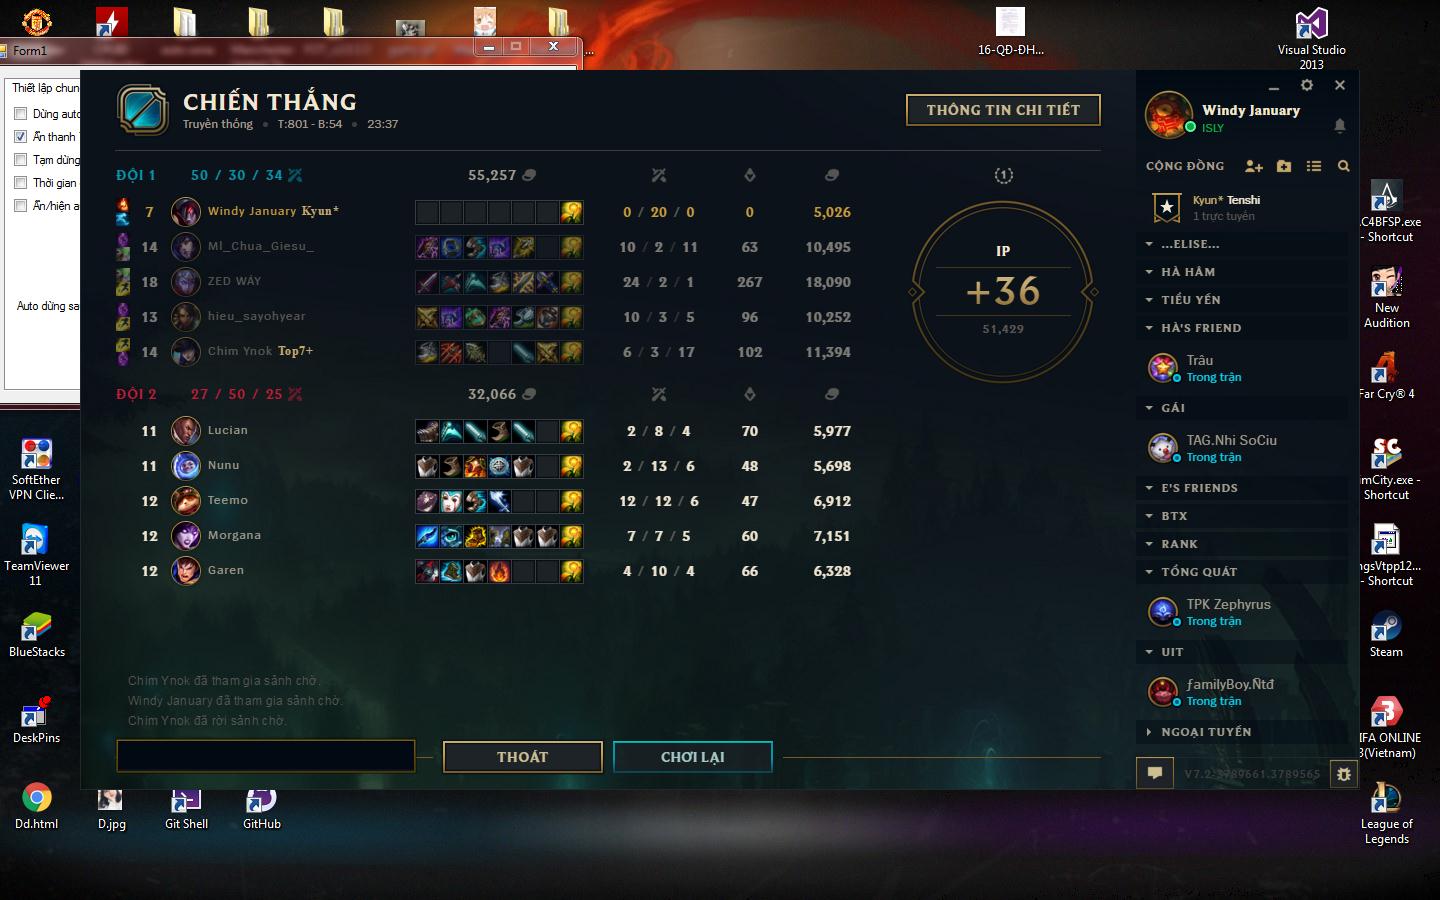 Form1
Thiết lập chun
Dừng auto
Ẩn thanh
Tạm dừng
Thời gian
Ẩn/hiện a
Auto dừng sa
16-QĐ-ĐH...
Visual Studio
2013
CHIẾN THẮNG
Truyền thống • T:801 - B:54 • 23:37
THÔNG TIN CHI TIẾT
ĐỘI 1 50 / 30 / 34 55,257
7 Windy January Kyun* 0 / 20 / 0 0 5,026
14 Ml_Chua_Giesu_ 10 / 2 / 11 63 10,495
18 ZED WÁY 24 / 2 / 1 267 18,090
13 hieu_sayohyear 10 / 3 / 5 96 10,252
14 Chim Ynok Top7+ 6 / 3 / 17 102 11,394
1
IP
+36
51,429
ĐỘI 2 27 / 50 / 25 32,066
11 Lucian 2 / 8 / 4 70 5,977
11 Nunu 2 / 13 / 6 48 5,698
12 Teemo 12 / 12 / 6 47 6,912
12 Morgana 7 / 7 / 5 60 7,151
12 Garen 4 / 10 / 4 66 6,328
Chim Ynok đã tham gia sảnh chờ.
Windy January đã tham gia sảnh chờ.
Chim Ynok đã rời sảnh chờ.
THOÁT
CHƠI LẠI
Windy January
ISLY
CỘNG ĐỒNG
Kyun* Tenshi
1 trực tuyến
...ELISE...
HÀ HÂM
TIỂU YẾN
HÀ'S FRIEND
Trâu
Trong trận
GÁI
TAG.Nhi SoCiu
Trong trận
E'S FRIENDS
BTX
RANK
TỔNG QUÁT
TPK Zephyrus
Trong trận
UIT
ƒamilyBoy.Ñtđ
Trong trận
NGOẠI TUYẾN
V7.2-3789661.3789565
SoftEther
VPN Clie...
TeamViewer
11
BlueStacks
DeskPins
Dd.html
D.jpg
Git Shell
GitHub
.C4BFSP.exe
- Shortcut
New
Audition
Far Cry® 4
imCity.exe -
Shortcut
ngsVtpp12...
- Shortcut
Steam
IFA ONLINE
3(Vietnam)
League of
Legends